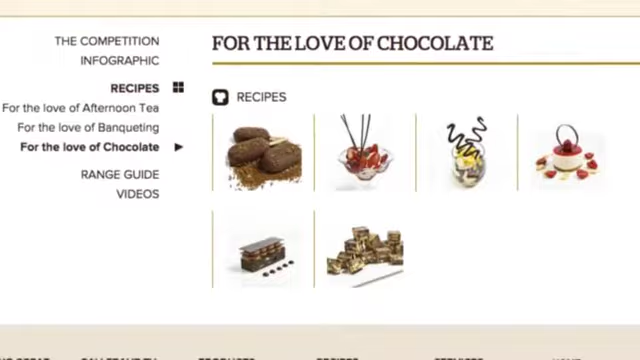 THE COMPETITION
INFOGRAPHIC
RECIPES
For the love of Afternoon Tea
For the love of Banqueting
For the love of Chocolate
RANGE GUIDE
VIDEOS
FOR THE LOVE OF CHOCOLATE
RECIPES